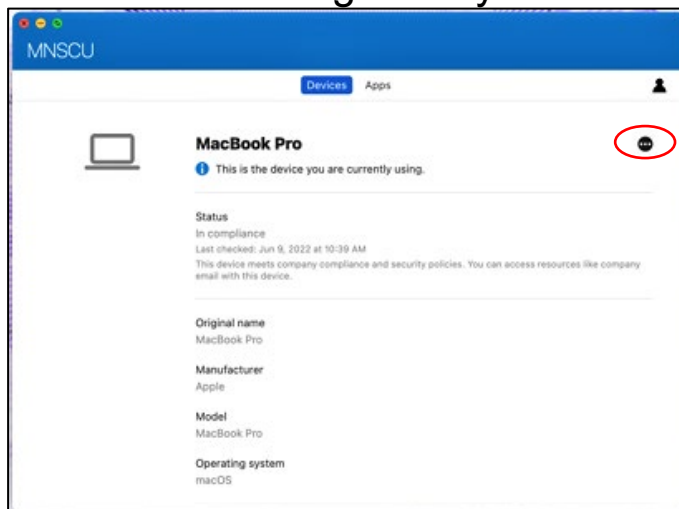 MNSCU
Devices Apps
MacBook Pro
This is the device you are currently using.
Status
In compliance
Last checked: Jun 9, 2022 at 10:39 AM
This device meets company compliance and security policies. You can access resources like company
email with this device.
Original name
MacBook Pro
Manufacturer
Apple
Model
MacBook Pro
Operating system
macOS